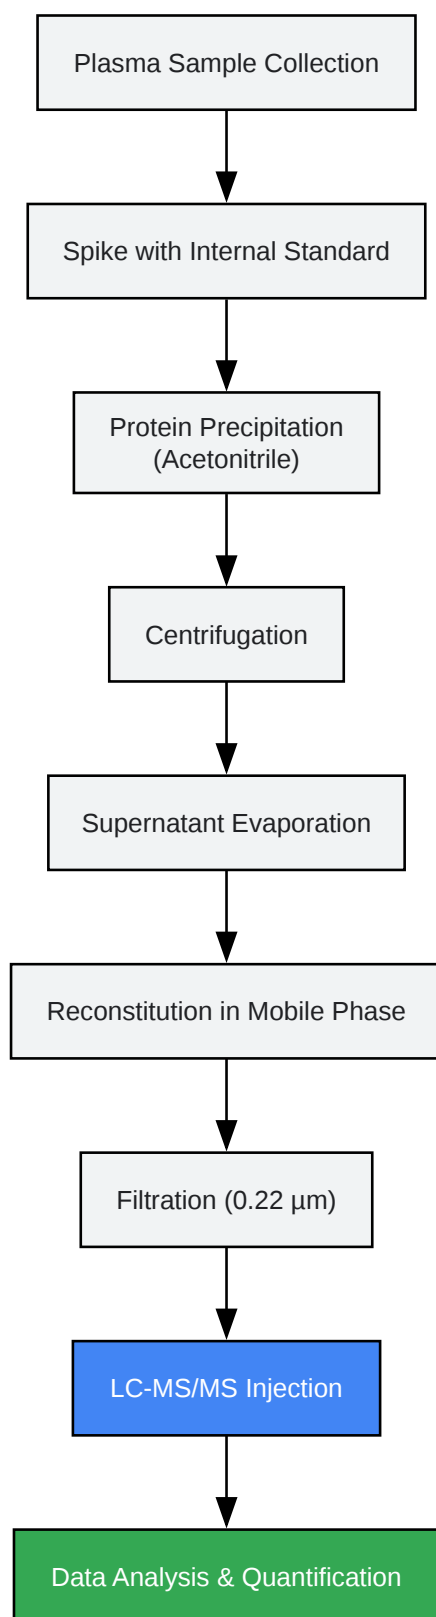 Plasma Sample Collection
Spike with Internal Standard
Protein Precipitation
(Acetonitrile)
Centrifugation
Supernatant Evaporation
Reconstitution in Mobile Phase
Filtration (0.22 µm)
LC-MS/MS Injection
Data Analysis & Quantification